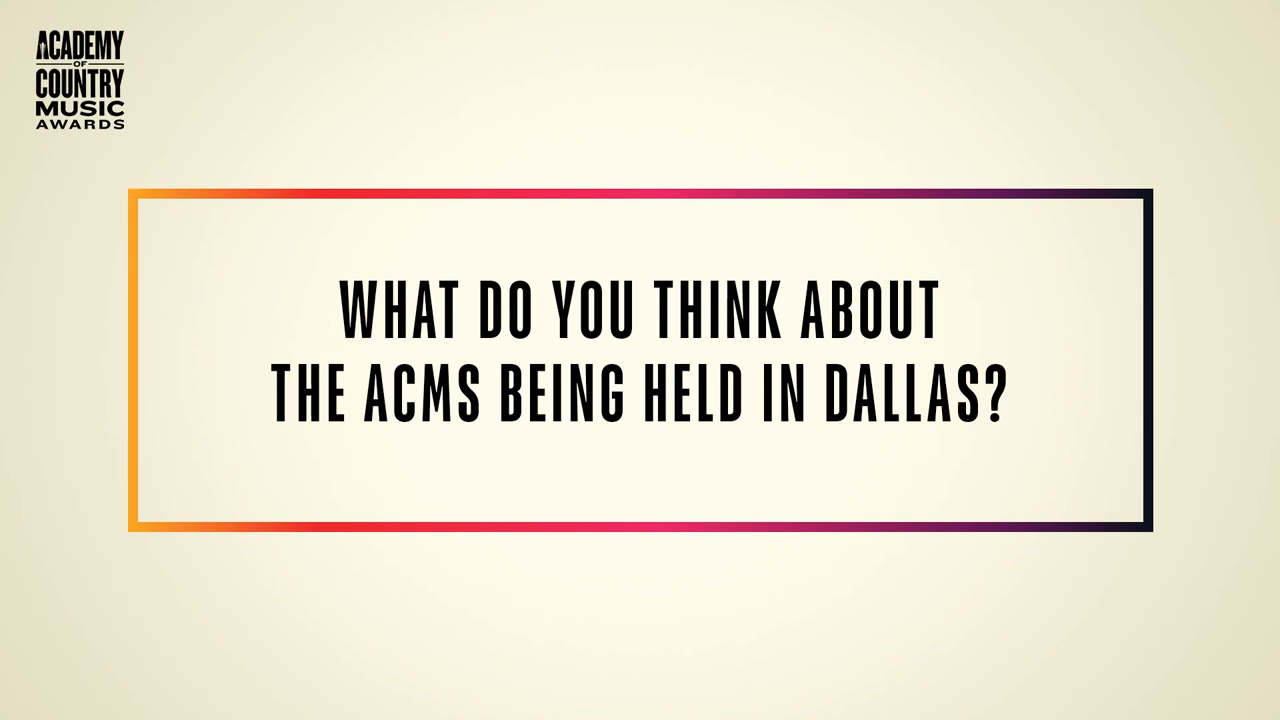 ACADEMY
OF
COUNTRY
MUSIC
AWARDS
WHAT DO YOU THINK ABOUT
THE ACMS BEING HELD IN DALLAS?